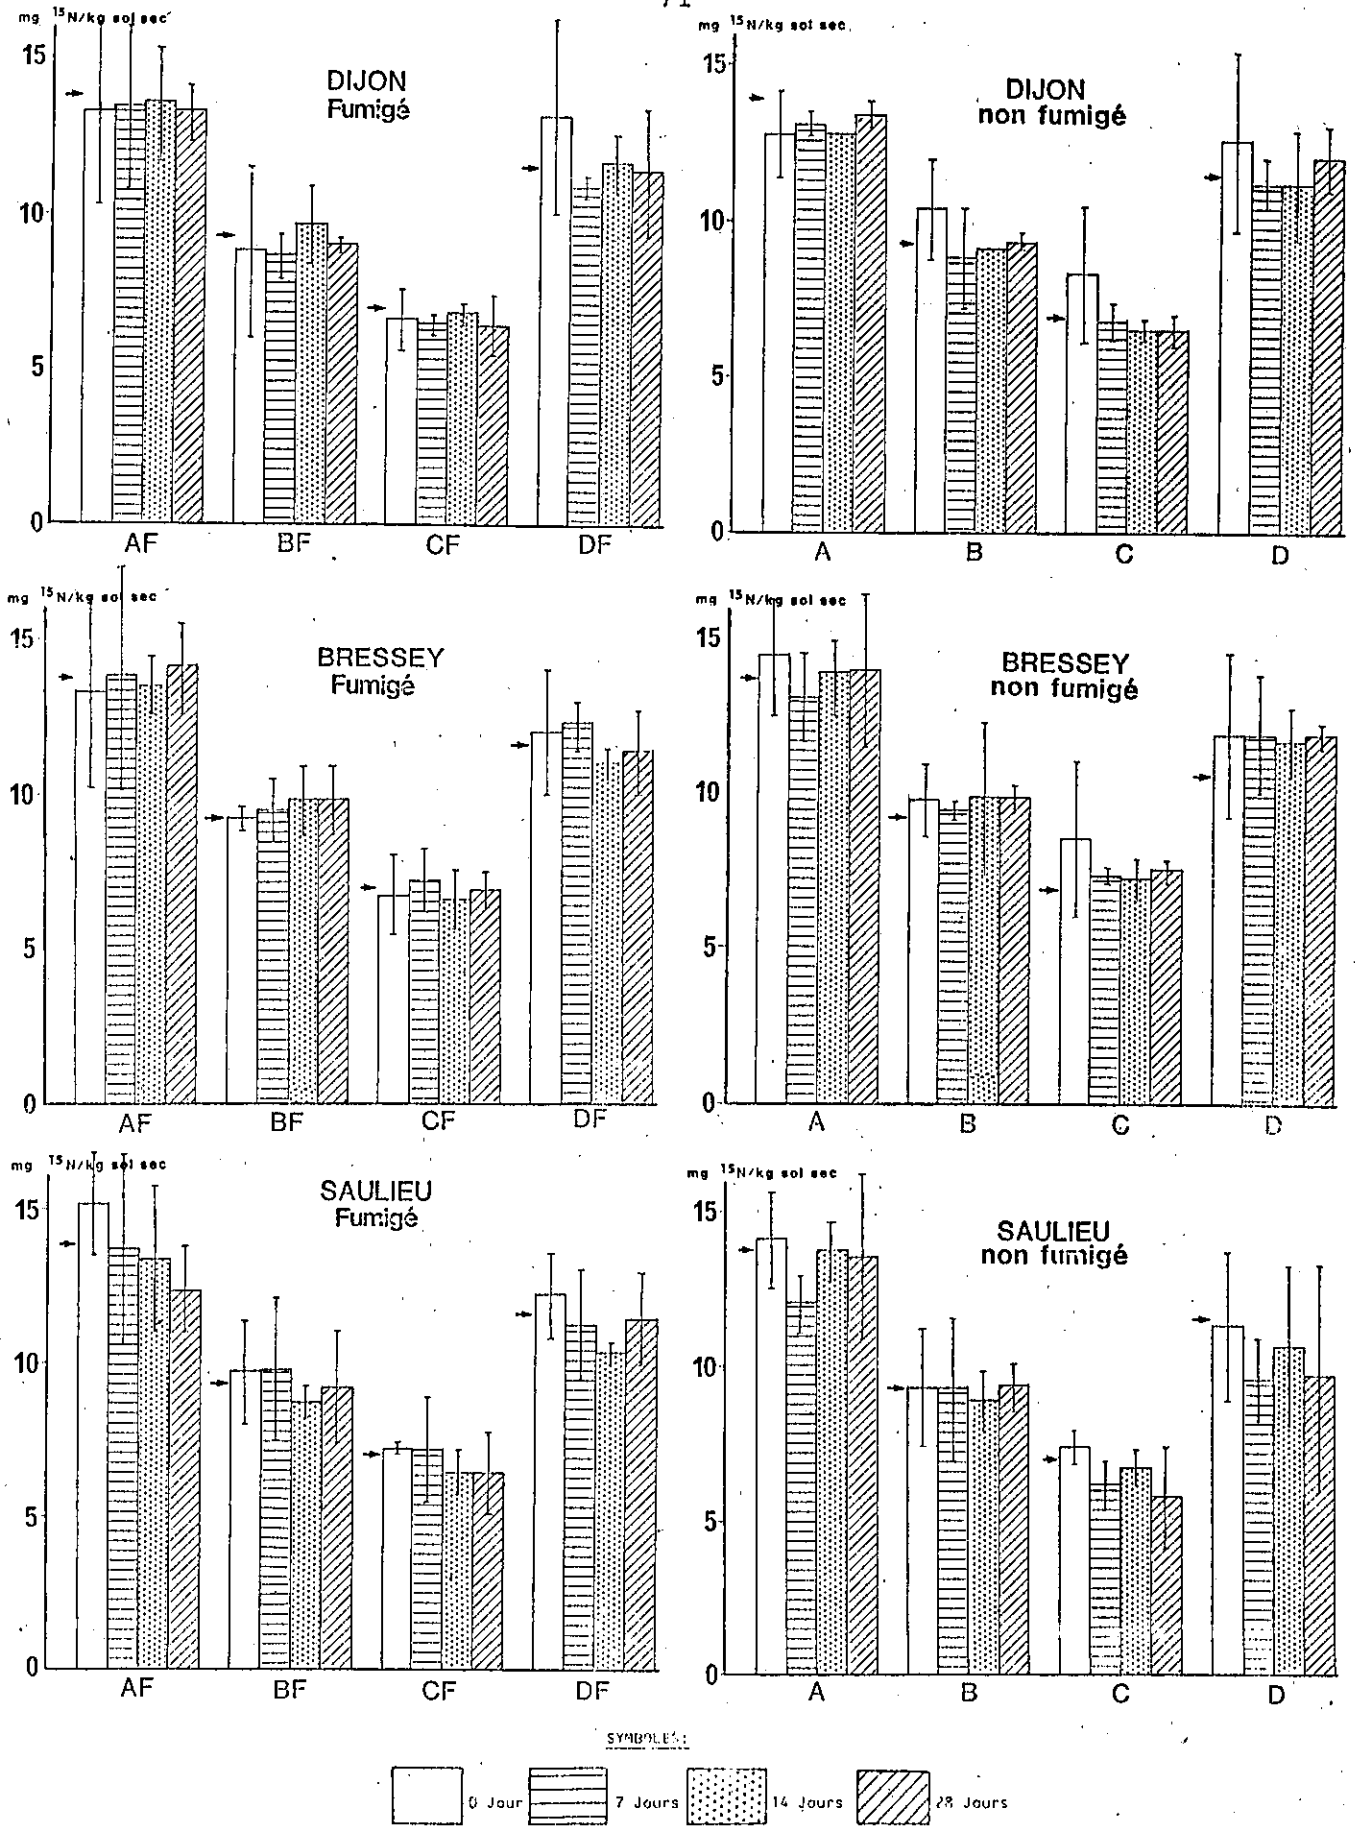 71
mg ¹⁵N/kg sol sec
DIJON
Fumigé
15
10
5
0
AF BF CF DF
mg ¹⁵N/kg sol sec
DIJON
non fumigé
15
10
5
0
A B C D
mg ¹⁵N/kg sol sec
BRESSEY
Fumigé
15
10
5
0
AF BF CF DF
mg ¹⁵N/kg sol sec
BRESSEY
non fumigé
15
10
5
0
A B C D
mg ¹⁵N/kg sol sec
SAULIEU
Fumigé
15
10
5
0
AF BF CF DF
mg ¹⁵N/kg sol sec
SAULIEU
non fumigé
15
10
5
0
A B C D
SYMBOLES:
0 Jour 7 Jours 14 Jours 28 Jours